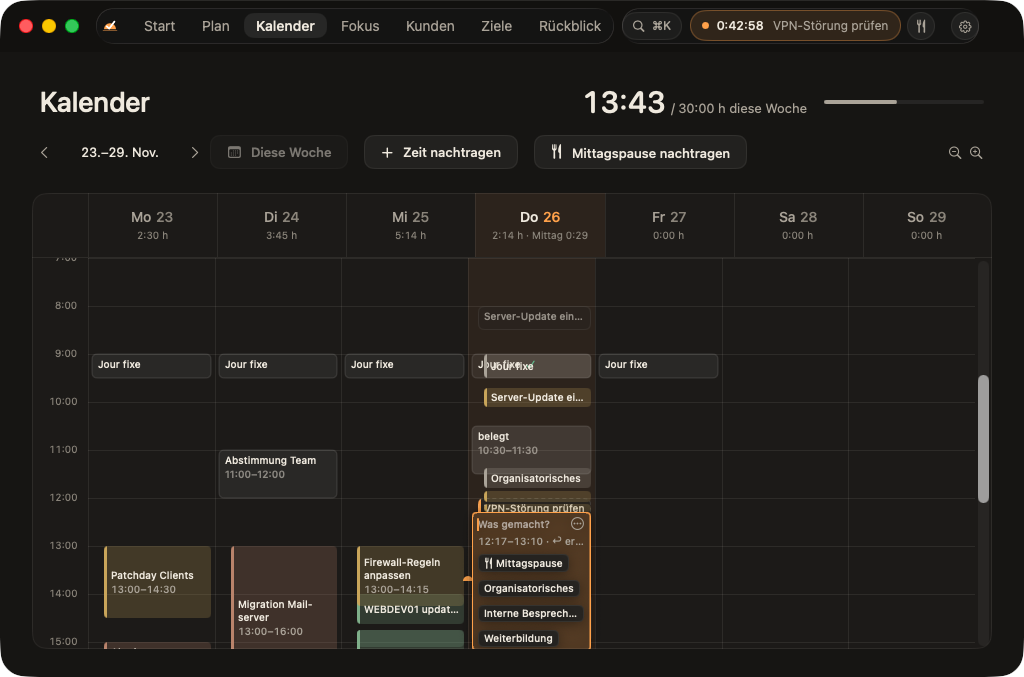 Start Plan Kalender Fokus Kunden Ziele Rückblick ⌘K 0:42:58 VPN-Störung prüfen
Kalender
13:43 / 30:00 h diese Woche
23.–29. Nov. Diese Woche + Zeit nachtragen Mittagspause nachtragen
Mo 23 Di 24 Mi 25 Do 26 Fr 27 Sa 28 So 29
2:30 h 3:45 h 5:14 h 2:14 h · Mittag 0:29 0:00 h 0:00 h 0:00 h
7:00
8:00
Server-Update ein…
9:00
Jour fixe Jour fixe Jour fixe Jour fixe Jour fixe
Jour fixe
Server-Update ei…
10:00
belegt
10:30–11:30
11:00
Abstimmung Team
11:00–12:00
Organisatorisches
12:00
VPN-Störung prüfen
Was gemacht?
12:17–13:10 · ↩ er…
13:00
Mittagspause
Firewall-Regeln
anpassen
13:00–14:15
Patchday Clients
13:00–14:30
Organisatorisches
14:00
Migration Mail-
server
13:00–16:00
WEBDEV01 updat…
Interne Besprech…
Weiterbildung
15:00